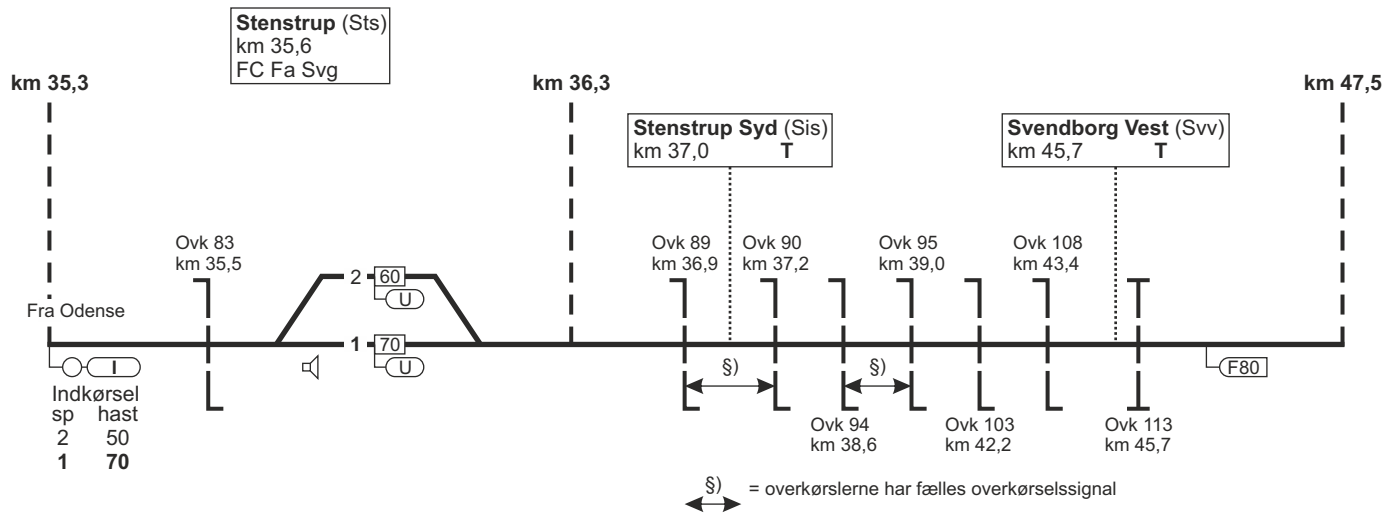 Stenstrup (Sts)
km 35,6
FC Fa Svg
km 35,3
km 36,3
km 47,5
Stenstrup Syd (Sis)
km 37,0 T
Svendborg Vest (Svv)
km 45,7 T
Ovk 83
km 35,5
Ovk 89
km 36,9
Ovk 90
km 37,2
Ovk 95
km 39,0
Ovk 108
km 43,4
2 60
U
Fra Odense
1 70
U
I
Indkørsel
sp hast
2 50
1 70
§)
§)
F80
Ovk 94
km 38,6
Ovk 103
km 42,2
Ovk 113
km 45,7
§) = overkørslerne har fælles overkørselssignal